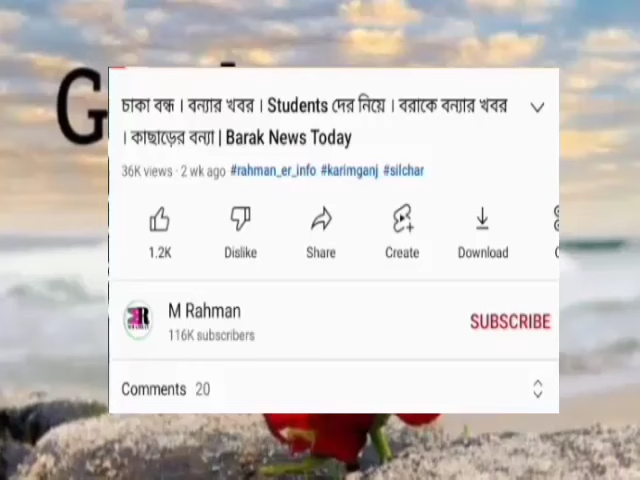 চাকা বন্ধ । বন্যার খবর । Students দের নিয়ে । বরাকে বন্যার খবর
। কাছাড়ের বন্যা | Barak News Today
36K views · 2 wk ago #rahman_er_info #karimganj #silchar
1.2K Dislike Share Create Download
M Rahman
116K subscribers
SUBSCRIBE
Comments 20